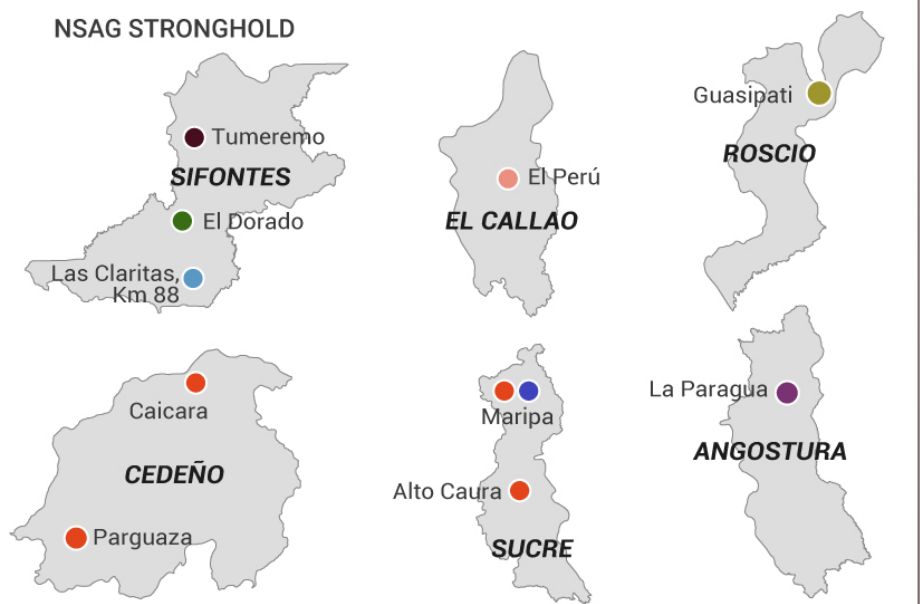 NSAG STRONGHOLD
Tumeremo
SIFONTES
El Dorado
Las Claritas,
Km 88
El Perú
EL CALLAO
Guasipati
ROSCIO
Caicara
CEDEÑO
Parguaza
Maripa
Alto Caura
SUCRE
La Paragua
ANGOSTURA